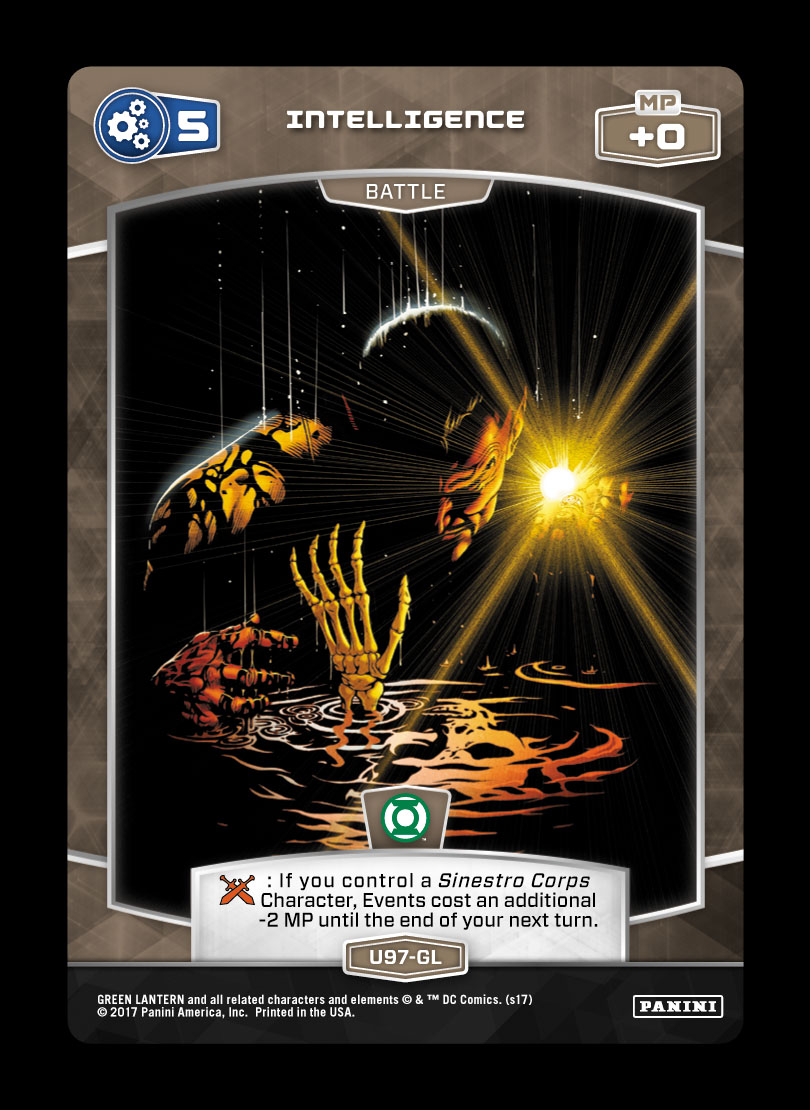 5
INTELLIGENCE
MP
+0
BATTLE
™
: If you control a Sinestro Corps
Character, Events cost an additional
-2 MP until the end of your next turn.
U97-GL
GREEN LANTERN and all related characters and elements © & ™ DC Comics. (s17)
© 2017 Panini America, Inc. Printed in the USA.
PANINI